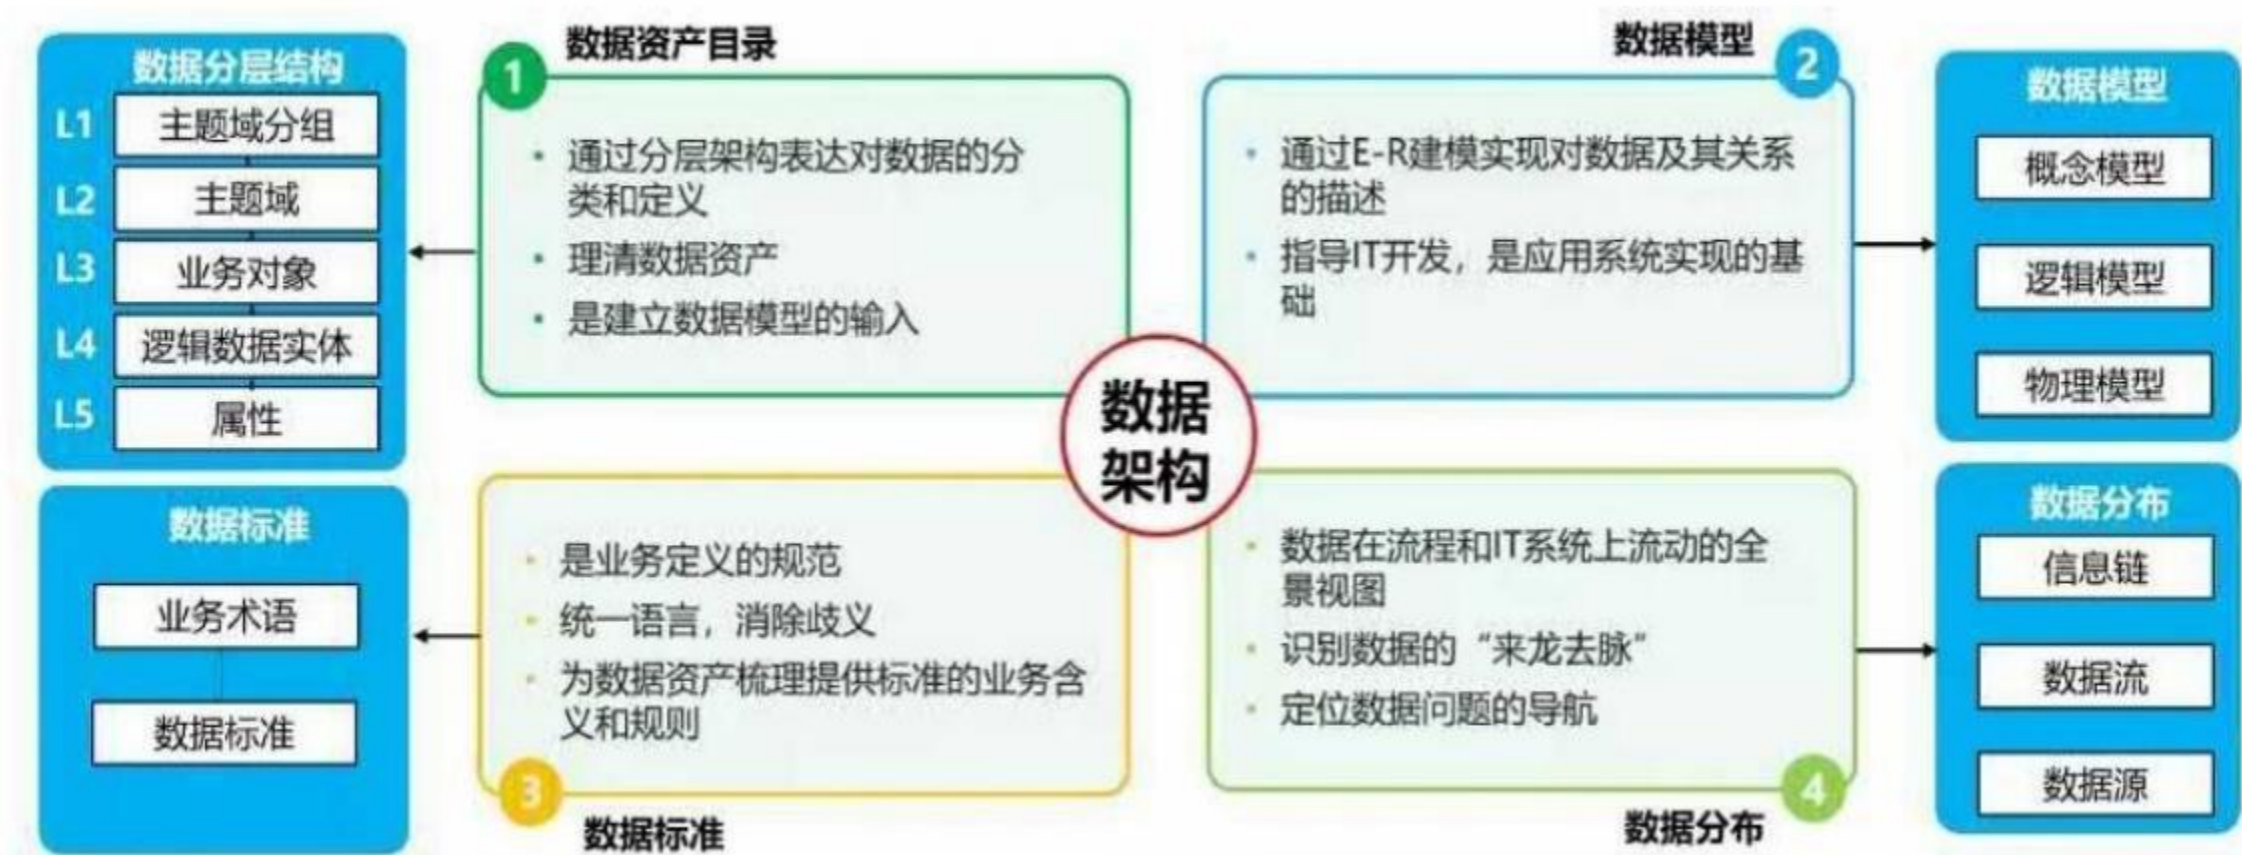 数据分层结构
L1
主题域分组
L2
主题域
L3
业务对象
L4
逻辑数据实体
L5
属性
1
数据资产目录
• 通过分层架构表达对数据的分
类和定义
• 理清数据资产
• 是建立数据模型的输入
数据模型
2
• 通过E-R建模实现对数据及其关系
的描述
• 指导IT开发，是应用系统实现的基
础
数据模型
概念模型
逻辑模型
物理模型
数据
架构
数据标准
业务术语
数据标准
• 是业务定义的规范
• 统一语言，消除歧义
• 为数据资产梳理提供标准的业务含
义和规则
3
数据标准
• 数据在流程和IT系统上流动的全
景视图
• 识别数据的“来龙去脉”
• 定位数据问题的导航
4
数据分布
数据分布
信息链
数据流
数据源